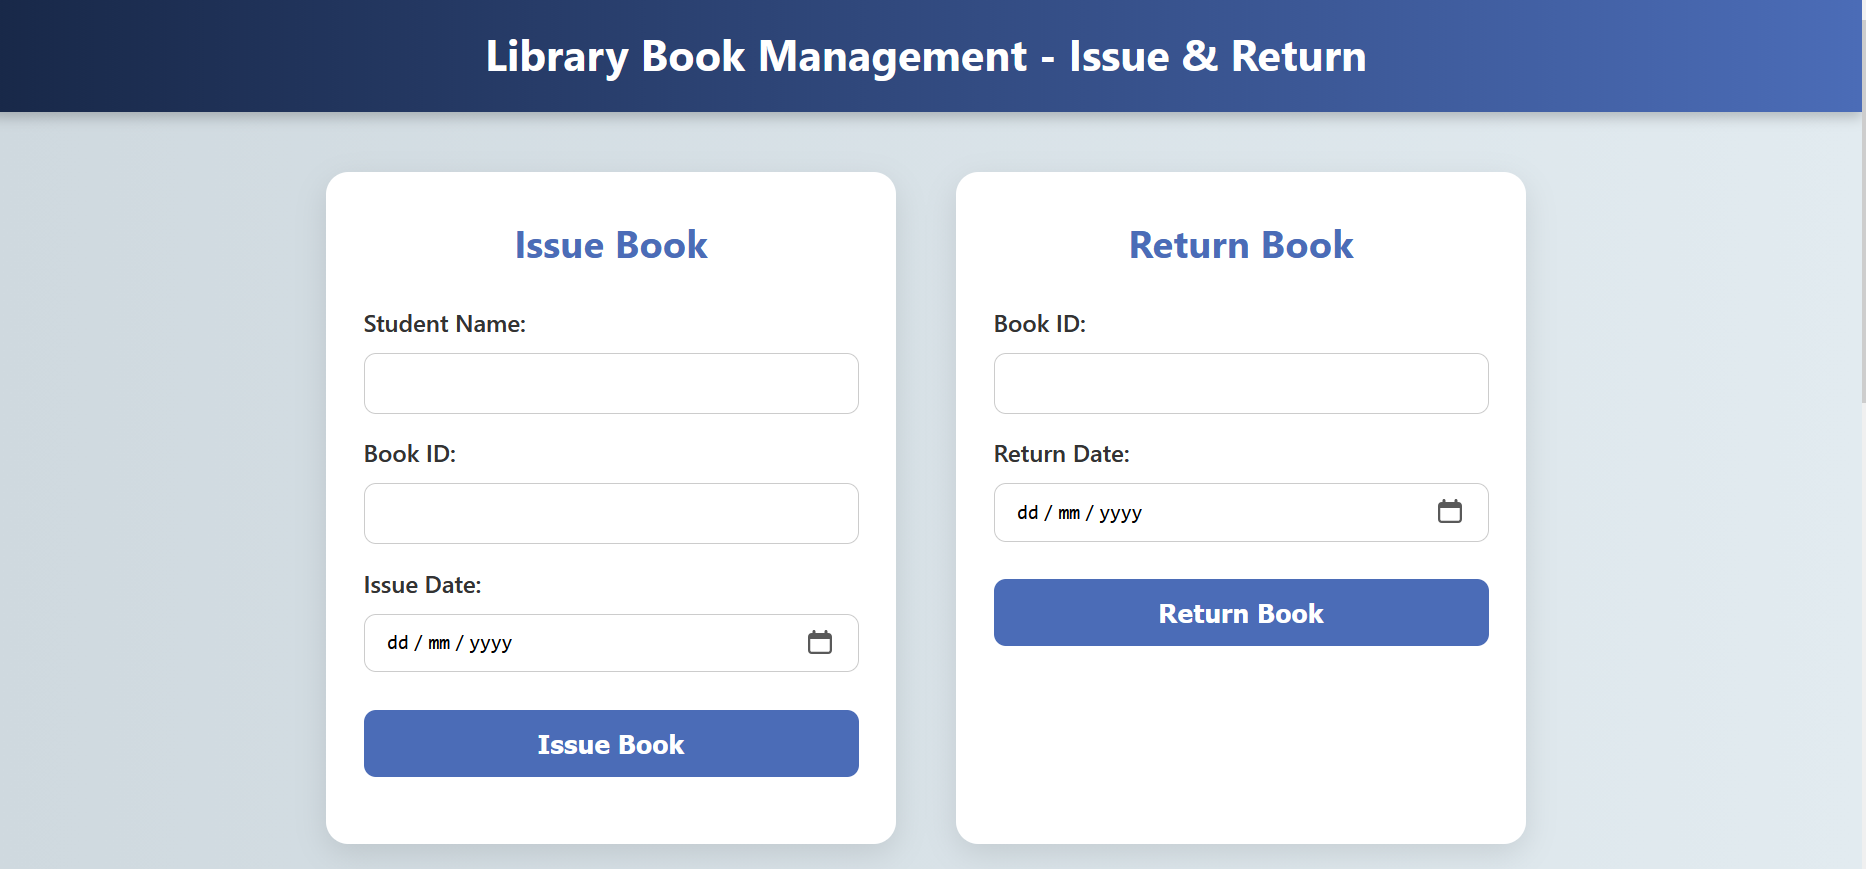 Library Book Management - Issue & Return
Issue Book
Student Name:
Book ID:
Issue Date:
dd / mm / yyyy
Issue Book
Return Book
Book ID:
Return Date:
dd / mm / yyyy
Return Book